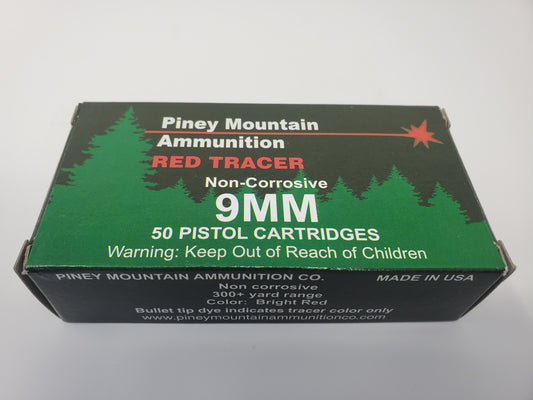 Piney Mountain
Ammunition
RED TRACER
Non-Corrosive
9MM
50 PISTOL CARTRIDGES
Warning: Keep Out of Reach of Children
PINEY MOUNTAIN AMMUNITION CO. MADE IN USA
Non corrosive
300+ yard range
Color: Bright Red
Bullet tip dye indicates tracer color only
www.pineymountainammunitionco.com